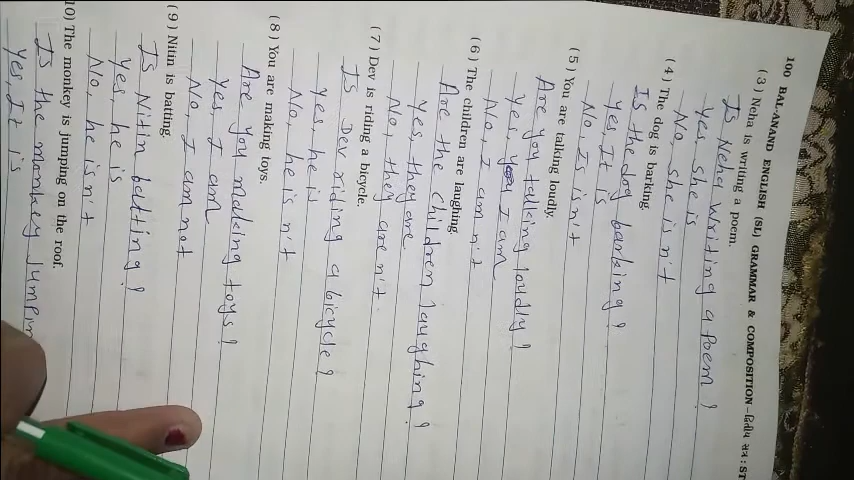 100 BAL-ANAND ENGLISH (SL) GRAMMAR & COMPOSITION – ધોરણ ૭મ : ST
(3) Neha is writing a poem.
Is Neha writing a poem?
Yes, she is
No, she is n't
(4) The dog is barking.
Is the dog barking?
Yes, It is
No, Is isn't
(5) You are talking loudly.
Are you talking loudly?
Yes, I am
No, I am n't
(6) The children are laughing.
Are the children laughing?
Yes, they are.
No, they are n't.
(7) Dev is riding a bicycle.
Is Dev riding a bicycle?
Yes, he is
No, he is n't
(8) You are making toys.
Are you making toys?
Yes, I am
No, I am not
(9) Nitin is batting.
Is Nitin batting?
Yes, he is
No, he isn't
10) The monkey is jumping on the roof.
Is the monkey Jumpin
Yes, It is